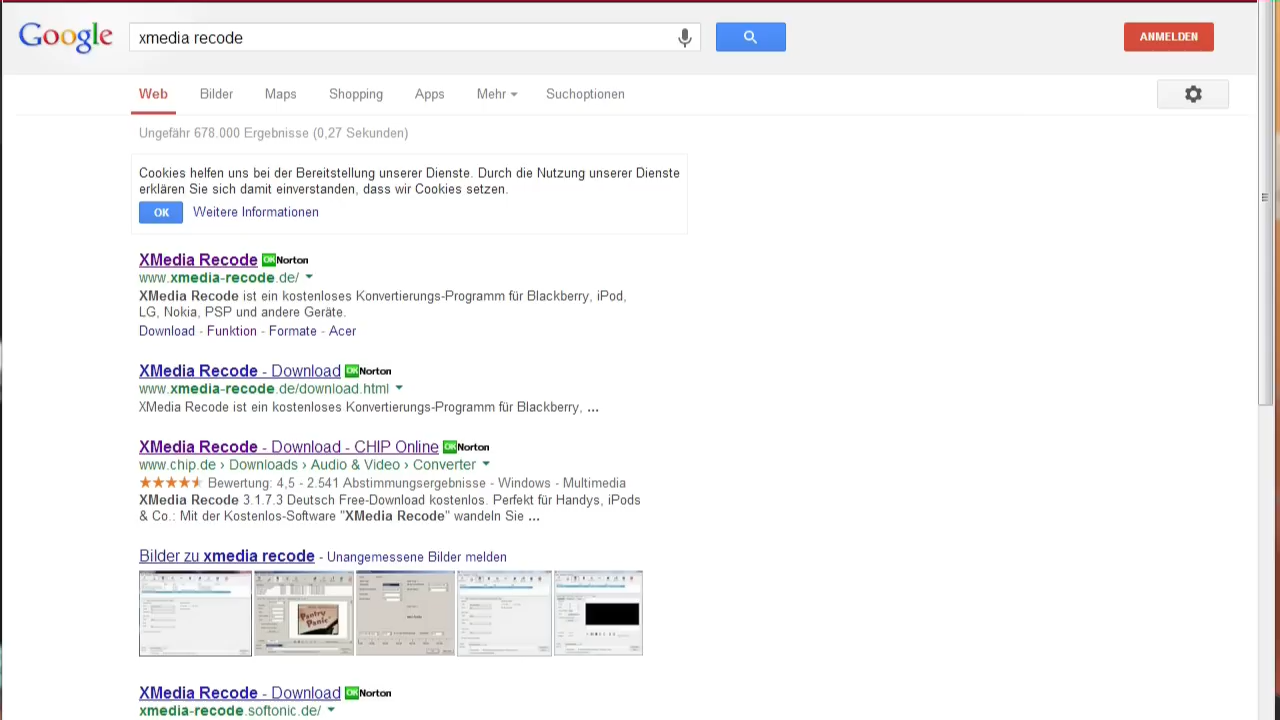 Google xmedia recode ANMELDEN
Web Bilder Maps Shopping Apps Mehr Suchoptionen
Ungefähr 678.000 Ergebnisse (0,27 Sekunden)
Cookies helfen uns bei der Bereitstellung unserer Dienste. Durch die Nutzung unserer Dienste
erklären Sie sich damit einverstanden, dass wir Cookies setzen.
OK Weitere Informationen
XMedia Recode OK Norton
www.xmedia-recode.de/
XMedia Recode ist ein kostenloses Konvertierungs-Programm für Blackberry, iPod,
LG, Nokia, PSP und andere Geräte.
Download - Funktion - Formate - Acer
XMedia Recode - Download OK Norton
www.xmedia-recode.de/download.html
XMedia Recode ist ein kostenloses Konvertierungs-Programm für Blackberry, ...
XMedia Recode - Download - CHIP Online OK Norton
www.chip.de › Downloads › Audio & Video › Converter
Bewertung: 4,5 - 2.541 Abstimmungsergebnisse - Windows - Multimedia
XMedia Recode 3.1.7.3 Deutsch Free-Download kostenlos. Perfekt für Handys, iPods
& Co.: Mit der Kostenlos-Software "XMedia Recode" wandeln Sie ...
Bilder zu xmedia recode - Unangemessene Bilder melden
Pantry
Panic
XMedia Recode - Download OK Norton
xmedia-recode.softonic.de/